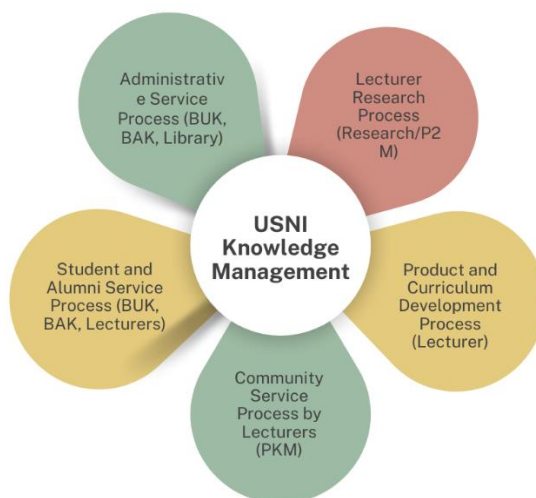 Administrativ
e Service
Process (BUK,
BAK, Library)
Lecturer
Research
Process
(Research/P2
M)
USNI
Knowledge
Management
Student and
Alumni Service
Process (BUK,
BAK, Lecturers)
Product and
Curriculum
Development
Process
(Lecturer)
Community
Service
Process by
Lecturers
(PKM)